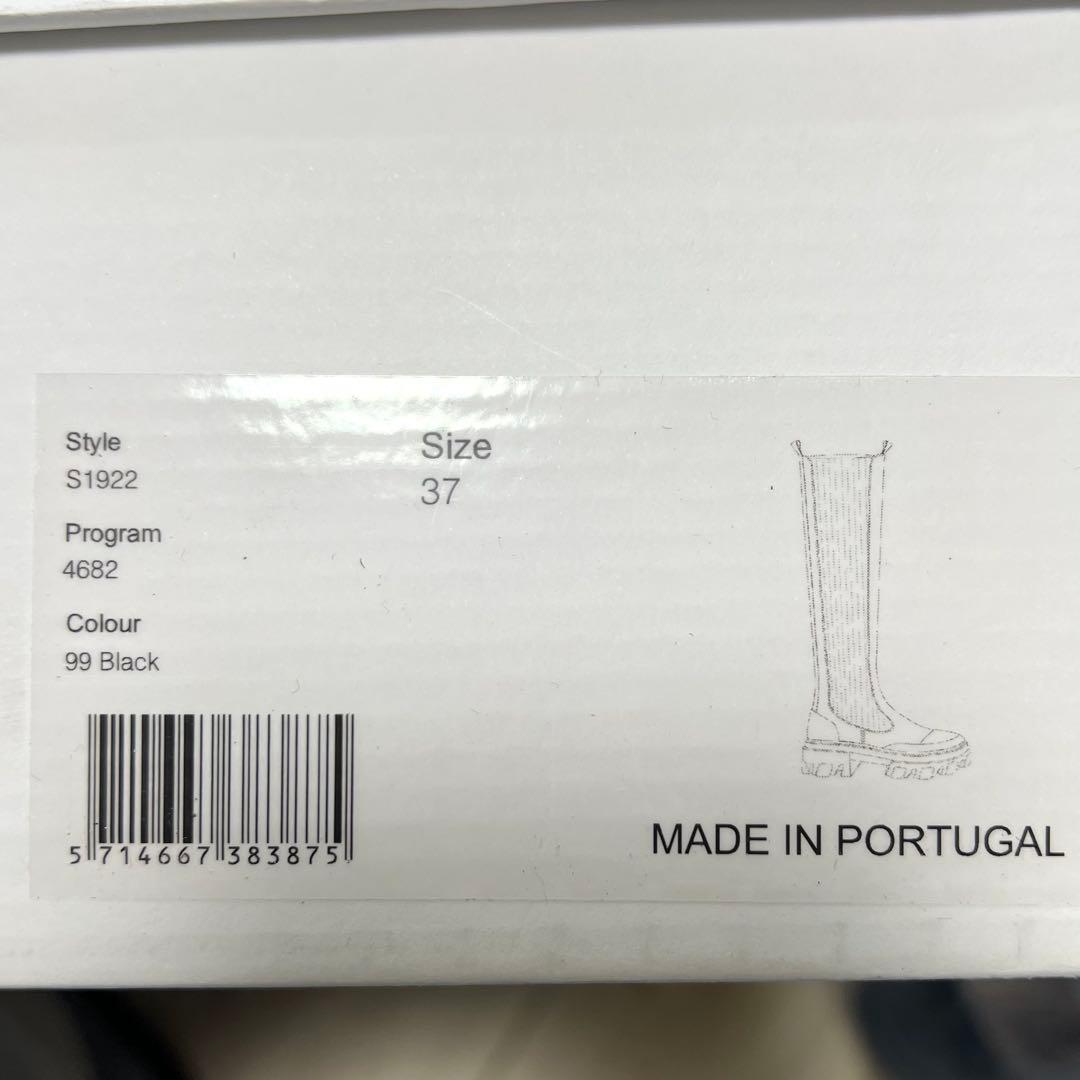 Style
S1922
Size
37
Program
4682
Colour
99 Black
5 714667 383875
MADE IN PORTUGAL